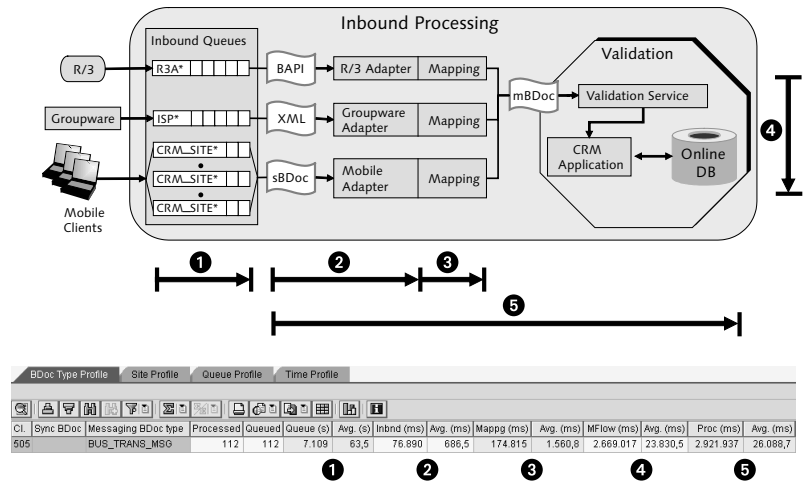 Inbound Processing
Inbound Queues
Validation
R/3
R3A*
BAPI
R/3 Adapter
Mapping
mBDoc
Validation Service
Groupware
ISP*
XML
Groupware
Adapter
Mapping
4
CRM_SITE*
CRM
Application
Online
DB
CRM_SITE*
sBDoc
Mobile
Adapter
Mapping
CRM_SITE*
Mobile
Clients
1
2
3
5
BDoc Type Profile Site Profile Queue Profile Time Profile
Cl. Sync BDoc Messaging BDoc type Processed Queued Queue (s) Avg. (s) Inbnd (ms) Avg. (ms) Mappg (ms) Avg. (ms) MFlow (ms) Avg. (ms) Proc (ms) Avg. (ms)
505 BUS_TRANS_MSG 112 112 7.109 63,5 76.890 686,5 174.815 1.560,8 2.669.017 23.830,5 2.921.937 26.088,7
1 2 3 4 5